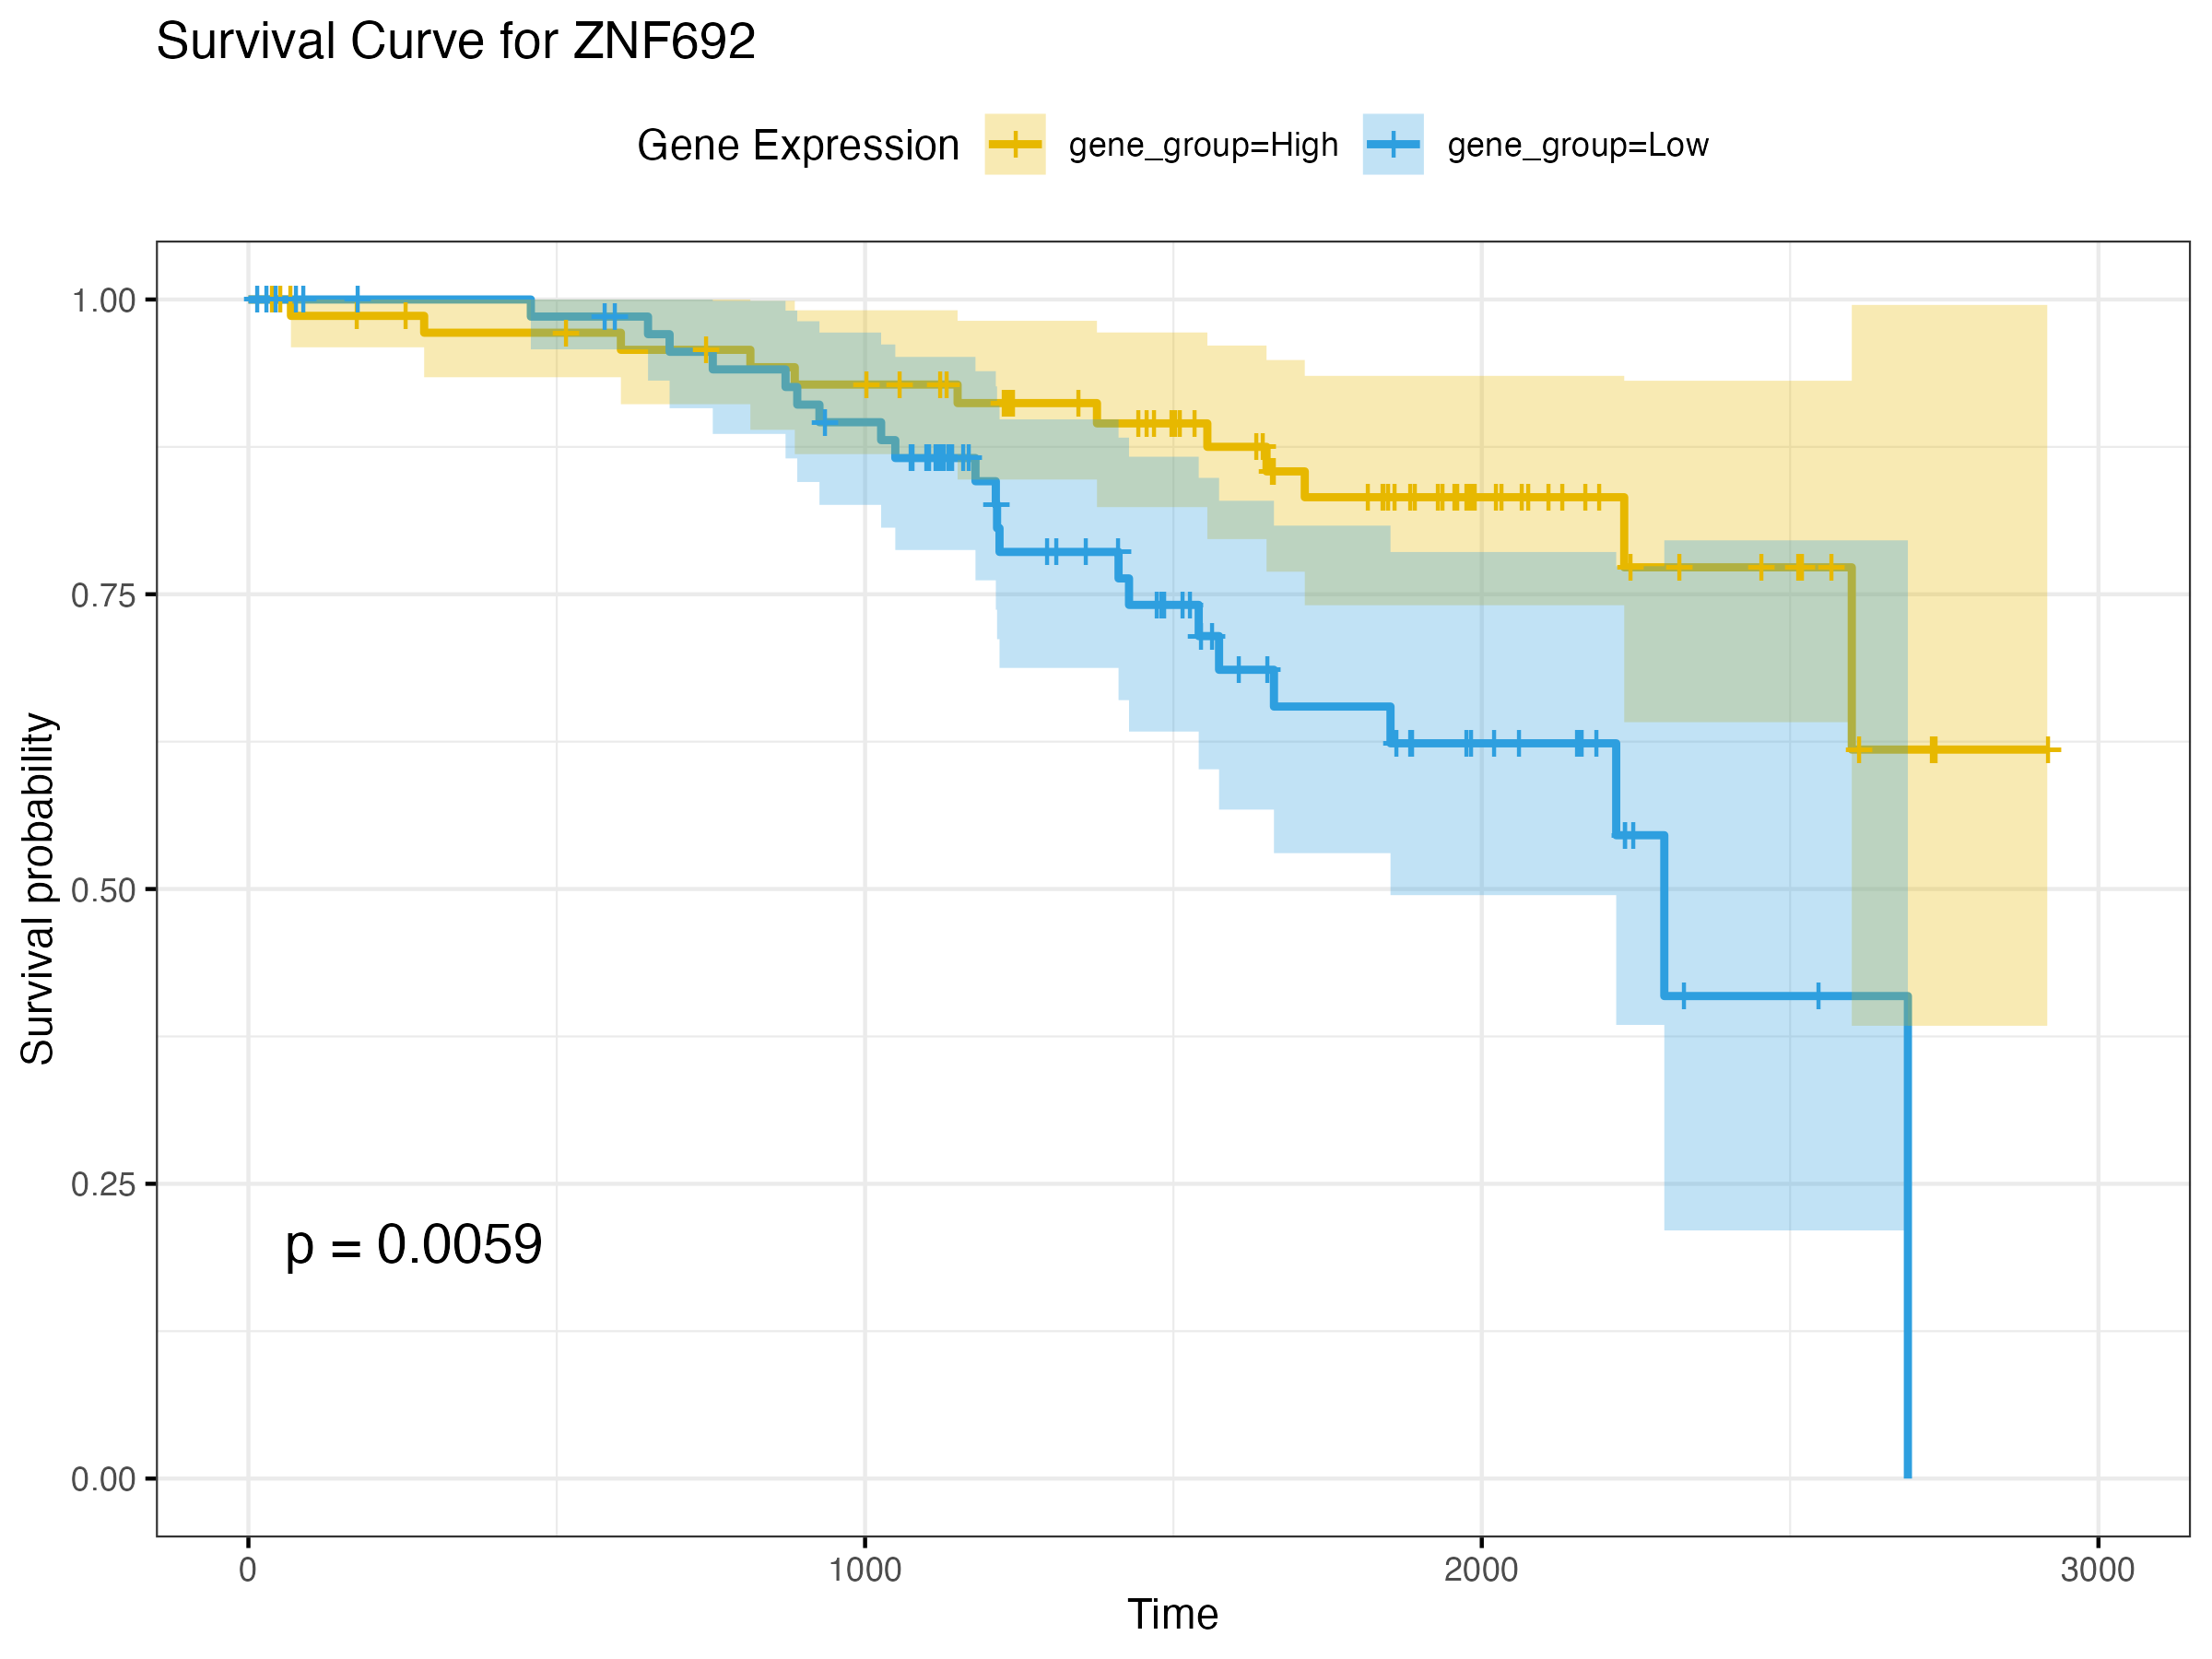 Survival Curve for ZNF692
Gene Expression gene_group=High gene_group=Low
1.00
0.75
0.50
0.25
0.00
Survival probability
p = 0.0059
0 1000 2000 3000
Time